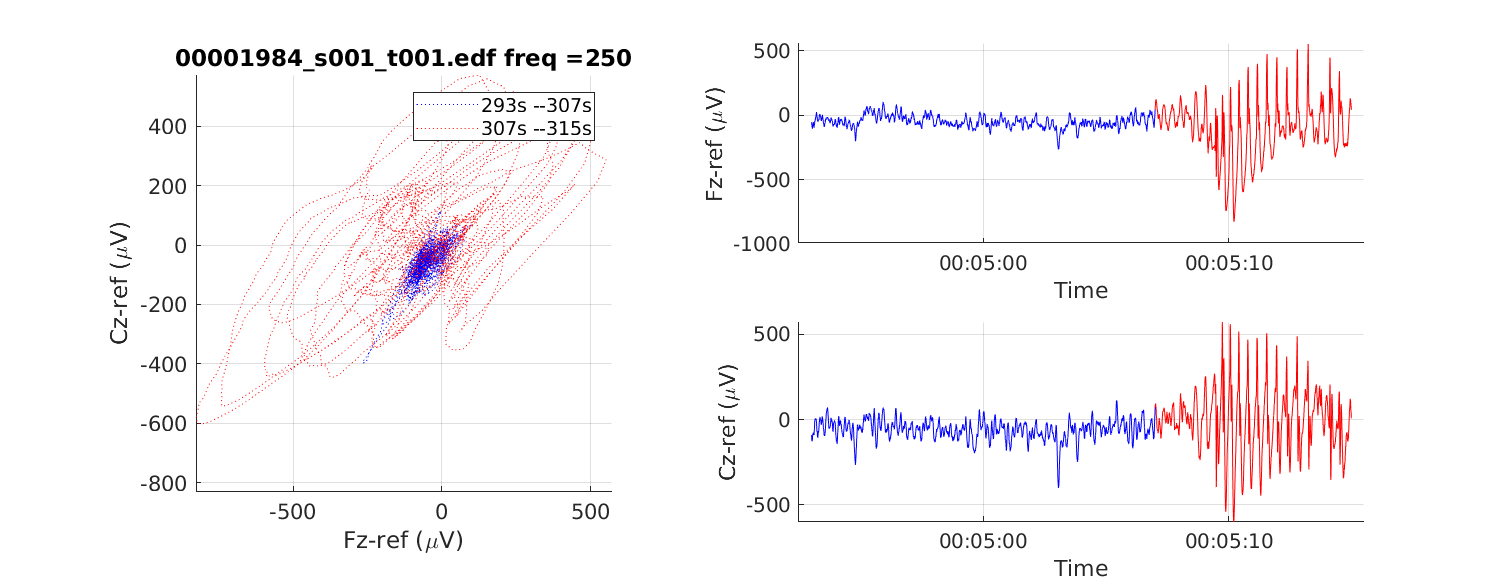 00001984_s001_t001.edf freq =250
293s --307s
307s --315s
400
200
0
-200
-400
-600
-800
Cz-ref (μV)
-500
0
500
Fz-ref (μV)
500
0
-500
-1000
Fz-ref (μV)
00:05:00
00:05:10
Time
500
0
-500
Cz-ref (μV)
00:05:00
00:05:10
Time